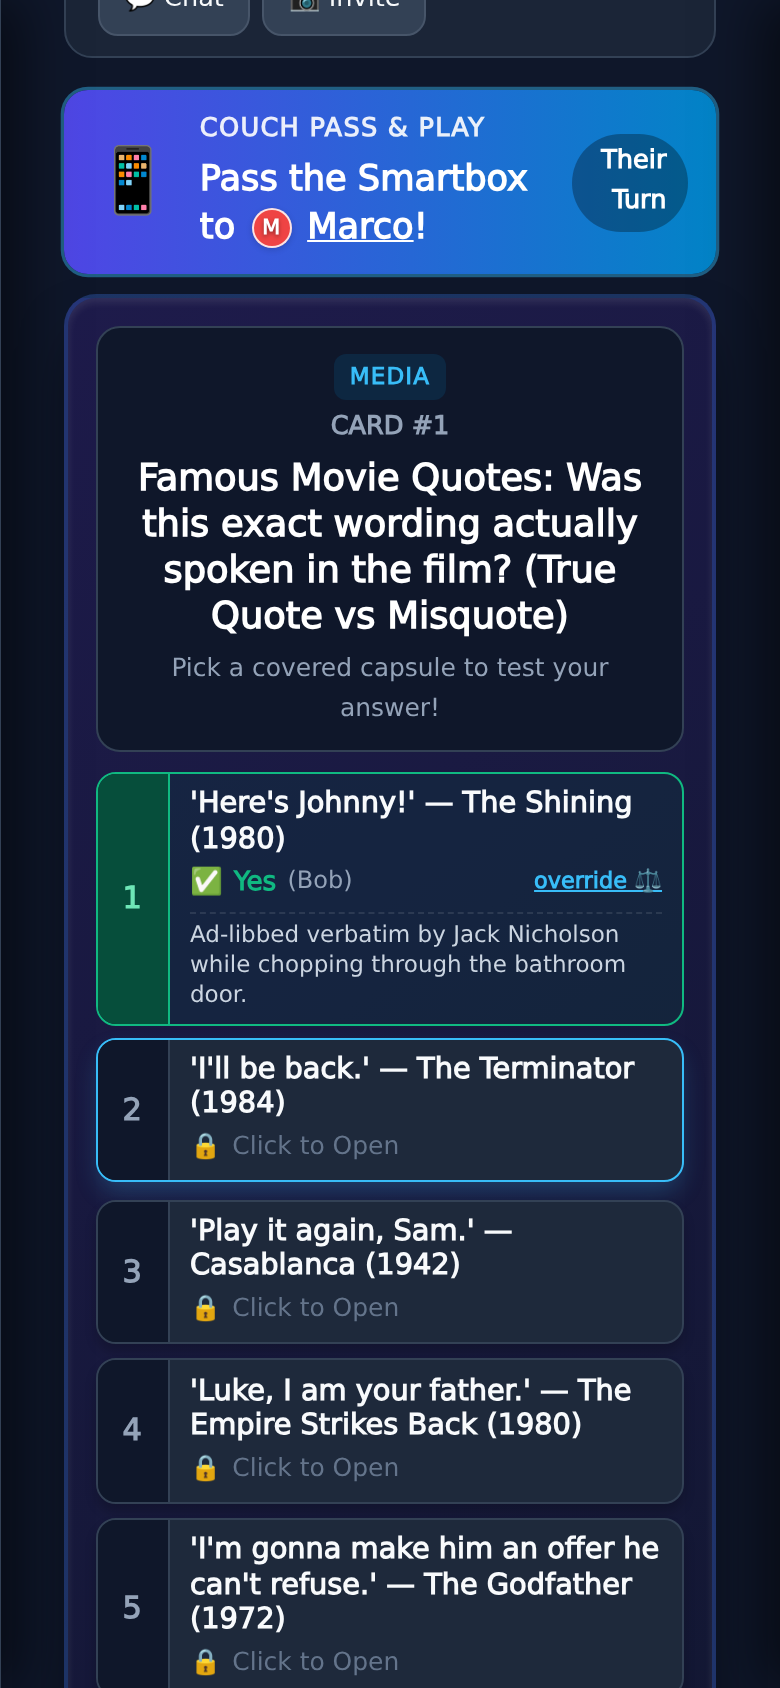 Chat Invite
COUCH PASS & PLAY
Pass the Smartbox
to M Marco!
Their
Turn
MEDIA
CARD #1
Famous Movie Quotes: Was
this exact wording actually
spoken in the film? (True
Quote vs Misquote)
Pick a covered capsule to test your
answer!
1
'Here's Johnny!' — The Shining
(1980)
Yes (Bob) override
Ad-libbed verbatim by Jack Nicholson
while chopping through the bathroom
door.
2
'I'll be back.' — The Terminator
(1984)
Click to Open
3
'Play it again, Sam.' —
Casablanca (1942)
Click to Open
4
'Luke, I am your father.' — The
Empire Strikes Back (1980)
Click to Open
5
'I'm gonna make him an offer he
can't refuse.' — The Godfather
(1972)
Click to Open